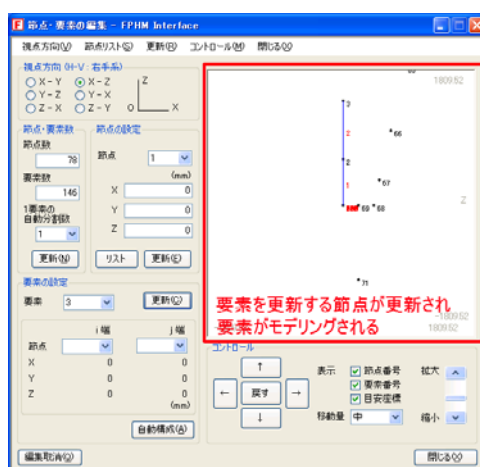 節点・要素の編集 - FPHM Interface
視点方向(V) 節点リスト(S) 更新(R) コントロール(M) 閉じる(X)
視点方向 (H-V : 右手系)
X-Y X-Z
Y-Z Y-X
Z-X Z-Y
Z
O X
節点・要素数
節点数
78
要素数
146
1要素の
自動分割数
1
更新(N)
節点の設定
節点 1
(mm)
X 0
Y 0
Z 0
リスト 更新(E)
要素の設定
要素 3 更新(C)
i 端 j 端
節点
X 0 0
Y 0 0
Z 0 0
(mm)
自動構成(A)
編集取消(Q)
1809.52
3
2
66
2
1
67
69 68
Z
71
要素を更新する節点が更新され
要素がモデリングされる
-1809.52
1809.52
コントロール
↑
← 戻す →
↓
表示 節点番号
要素番号
目安座標
移動量 中
拡大
縮小
閉じる(X)